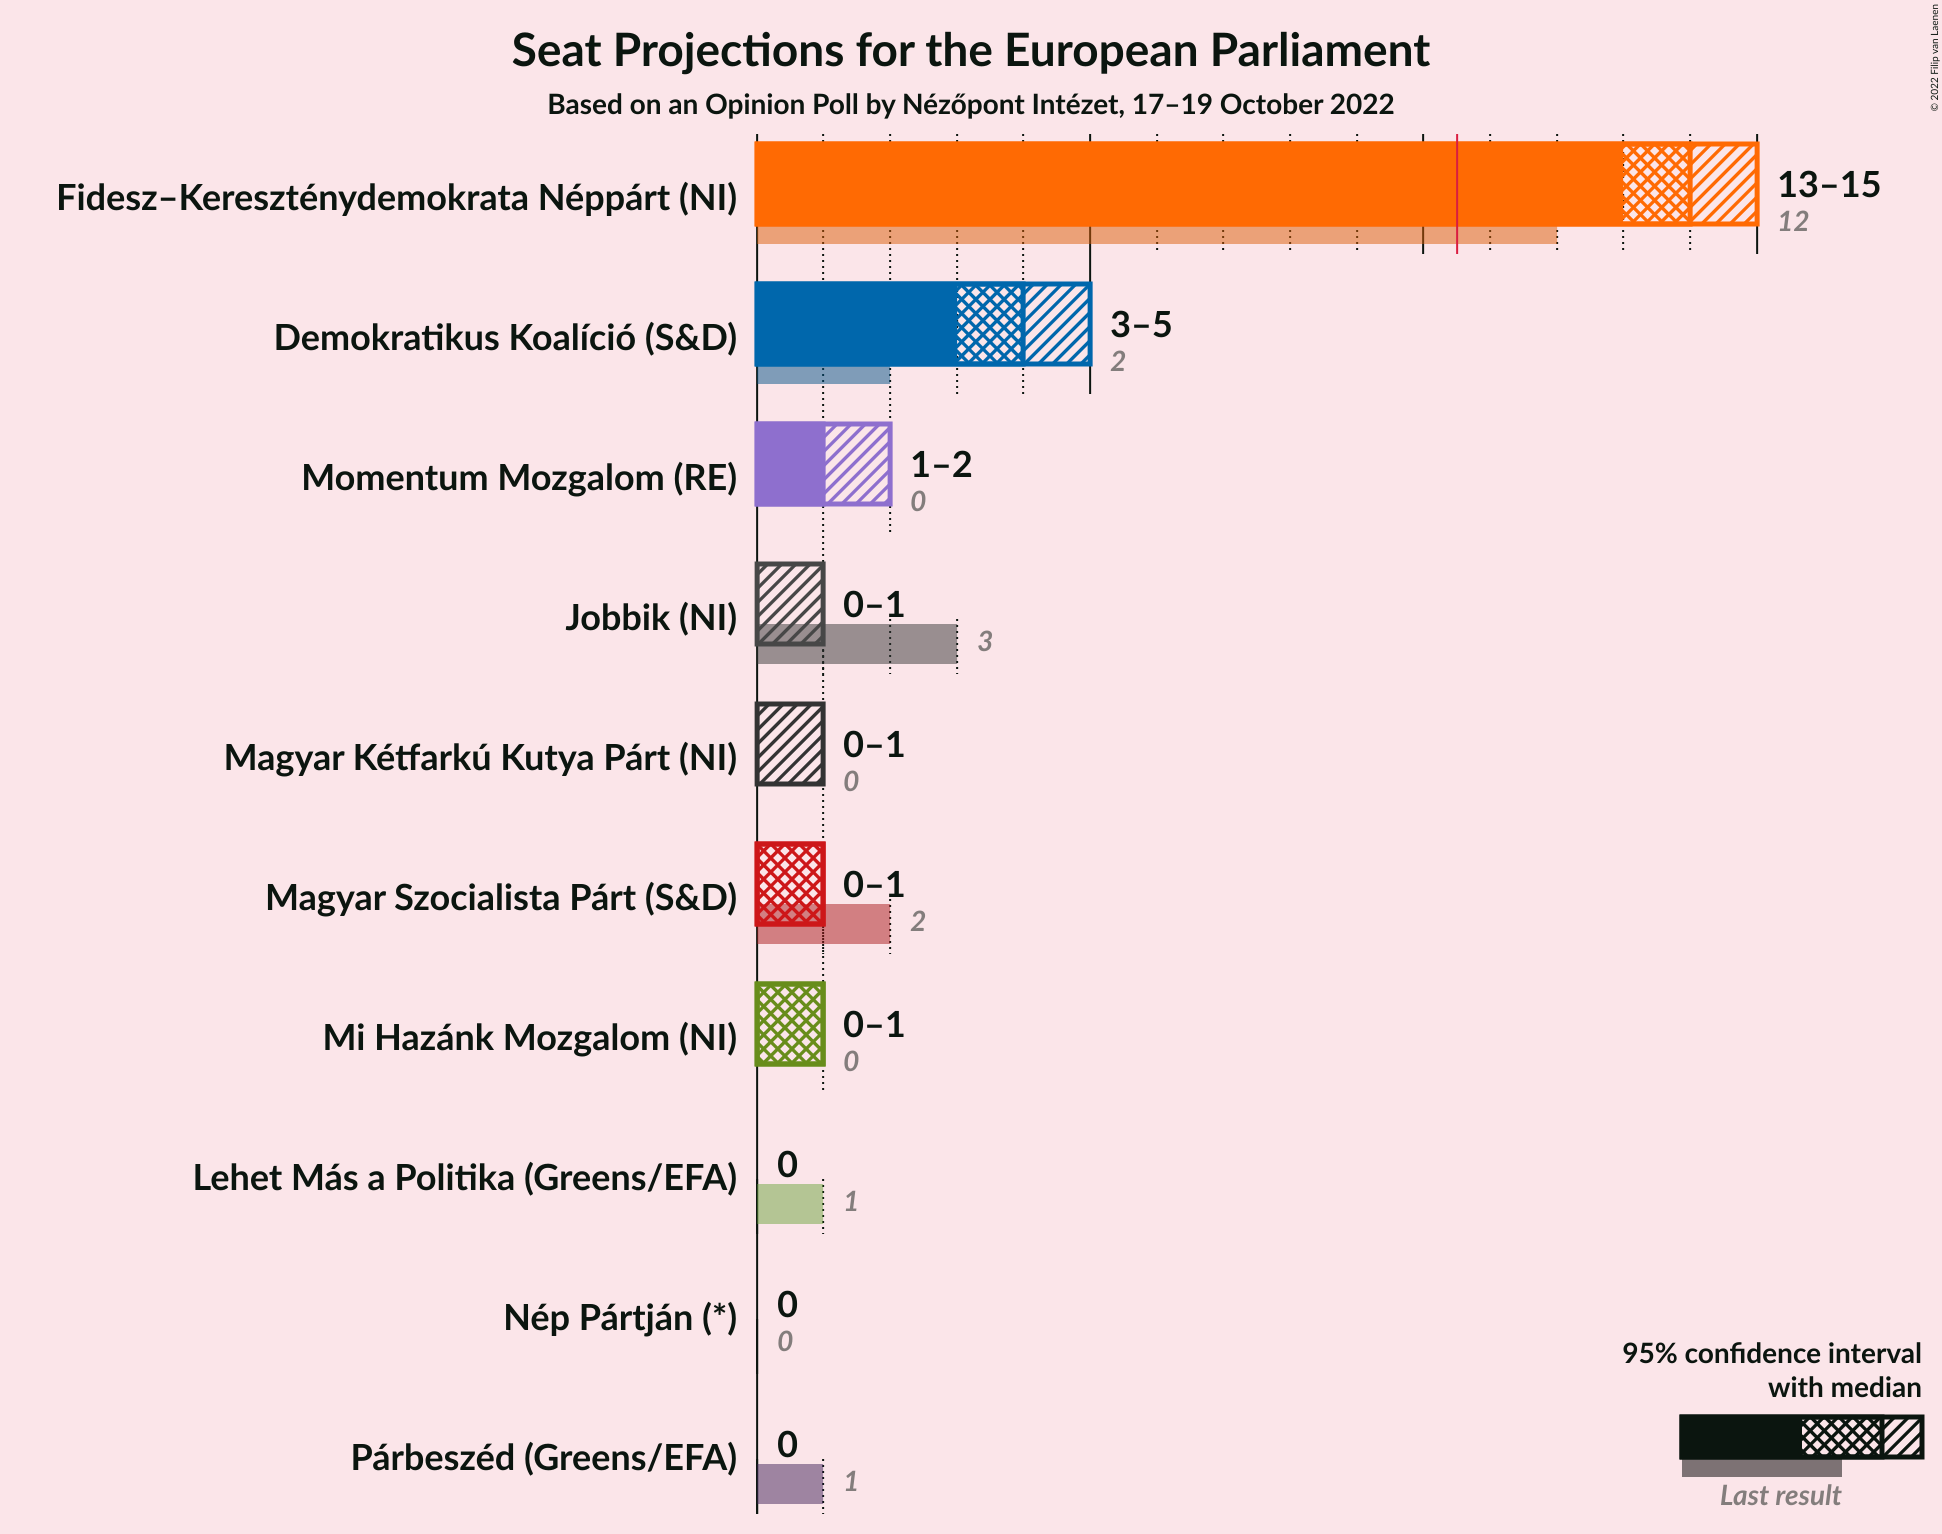 Seat Projections for the European Parliament
Based on an Opinion Poll by Nézőpont Intézet, 17–19 October 2022
© 2022 Filip van Laenen
Fidesz–Kereszténydemokrata Néppárt (NI)
13–15
12
Demokratikus Koalíció (S&D)
3–5
2
Momentum Mozgalom (RE)
1–2
0
Jobbik (NI)
0–1
3
Magyar Kétfarkú Kutya Párt (NI)
0–1
0
Magyar Szocialista Párt (S&D)
0–1
2
Mi Hazánk Mozgalom (NI)
0–1
0
Lehet Más a Politika (Greens/EFA)
0
1
Nép Pártján (*)
0
0
Párbeszéd (Greens/EFA)
0
1
95% confidence interval
with median
Last result